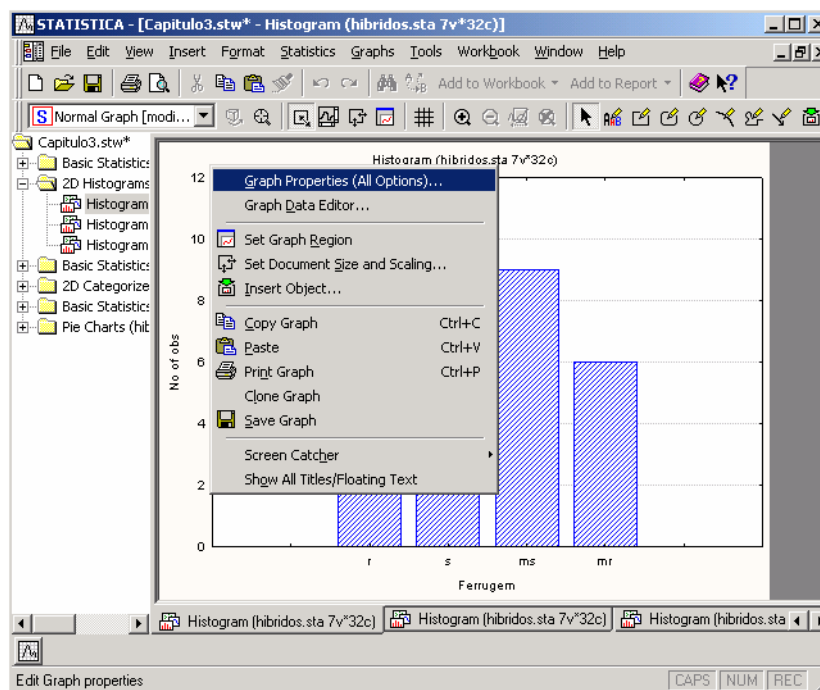 STATISTICA - [Capitulo3.stw* - Histogram (hibridos.sta 7v*32c)]
File Edit View Insert Format Statistics Graphs Tools Workbook Window Help
Add to Workbook Add to Report
Normal Graph [modi...
Capitulo3.stw*
Basic Statistics
2D Histograms
Histogram
Histogram
Histogram
Basic Statistics
2D Categorize
Basic Statistics
Pie Charts (hib
Histogram (hibridos.sta 7v*32c)
12
10
8
6
4
2
0
No of obs
r s ms mr
Ferrugem
Graph Properties (All Options)...
Graph Data Editor...
Set Graph Region
Set Document Size and Scaling...
Insert Object...
Copy Graph Ctrl+C
Paste Ctrl+V
Print Graph Ctrl+P
Clone Graph
Save Graph
Screen Catcher
Show All Titles/Floating Text
Histogram (hibridos.sta 7v*32c) Histogram (hibridos.sta 7v*32c) Histogram (hibridos.sta
Edit Graph properties CAPS NUM REC